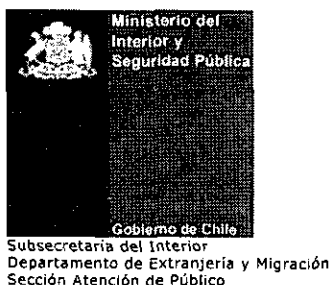 Ministerio del
Interior y
Seguridad Pública
Gobierno de Chile
Subsecretaría del Interior
Departamento de Extranjería y Migración
Sección Atención de Público